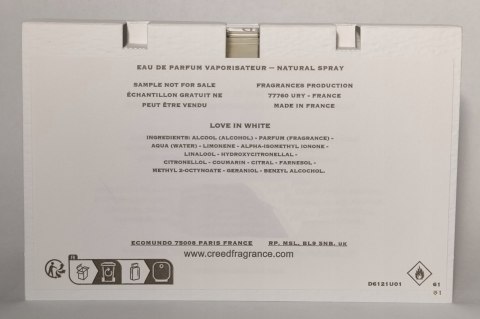 EAU DE PARFUM VAPORISATEUR — NATURAL SPRAY
SAMPLE NOT FOR SALE
ÉCHANTILLON GRATUIT NE
PEUT ÊTRE VENDU
FRAGRANCES PRODUCTION
77760 URY - FRANCE
MADE IN FRANCE
LOVE IN WHITE
INGREDIENTS: ALCOOL (ALCOHOL) - PARFUM (FRAGRANCE) -
AQUA (WATER) - LIMONENE - ALPHA-ISOMETHYL IONONE -
LINALOOL - HYDROXYCITRONELLAL -
CITRONELLOL - COUMARIN - CITRAL - FARNESOL -
METHYL 2-OCTYNOATE - GERANIOL - BENZYL ALCOCHOL.
ECOMUNDO 75008 PARIS FRANCE
RP. MSL, BL9 5NB, UK
www.creedfragrance.com
FR
D6121U01
61
61